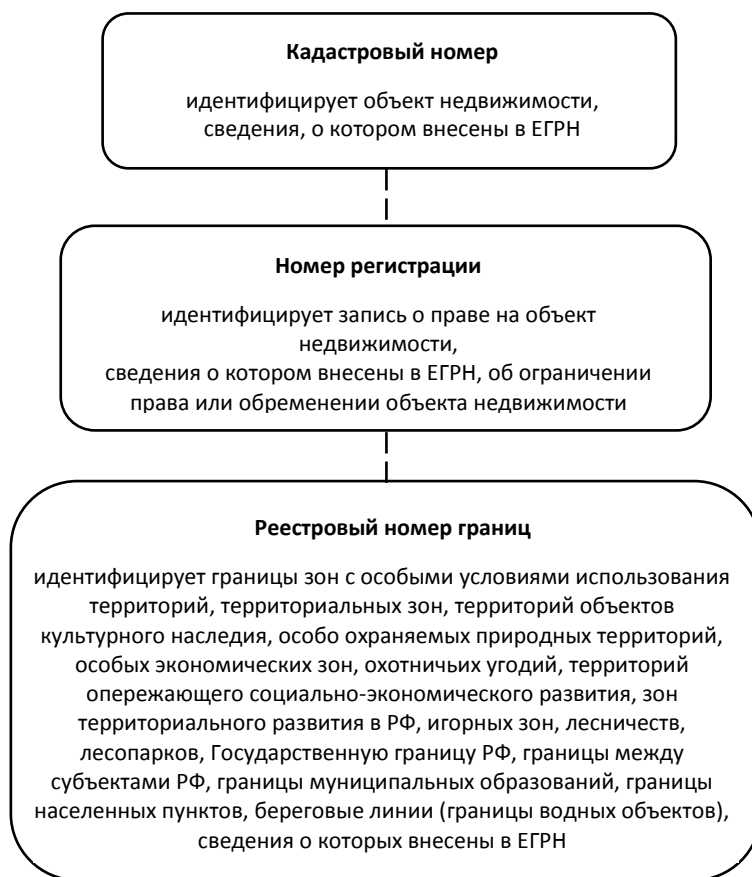 Кадастровый номер
идентифицирует объект недвижимости,
сведения, о котором внесены в ЕГРН
Номер регистрации
идентифицирует запись о праве на объект
недвижимости,
сведения о котором внесены в ЕГРН, об ограничении
права или обременении объекта недвижимости
Реестровый номер границ
идентифицирует границы зон с особыми условиями использования
территорий, территориальных зон, территорий объектов
культурного наследия, особо охраняемых природных территорий,
особых экономических зон, охотничьих угодий, территорий
опережающего социально-экономического развития, зон
территориального развития в РФ, игорных зон, лесничеств,
лесопарков, Государственную границу РФ, границы между
субъектами РФ, границы муниципальных образований, границы
населенных пунктов, береговые линии (границы водных объектов),
сведения о которых внесены в ЕГРН